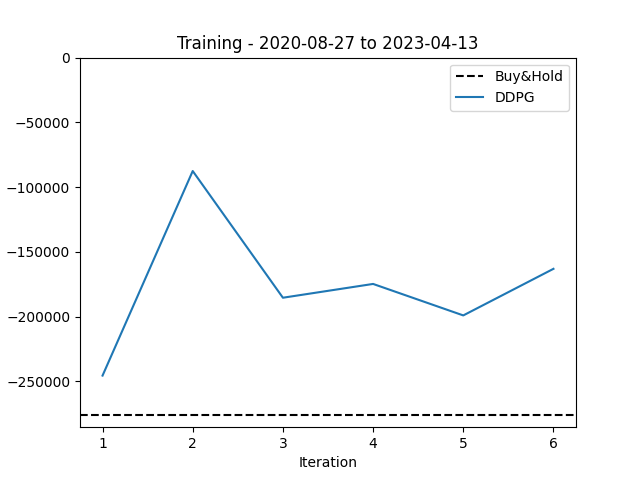 Training - 2020-08-27 to 2023-04-13
0
−50000
−100000
−150000
−200000
−250000
Buy&Hold
DDPG
1 2 3 4 5 6
Iteration